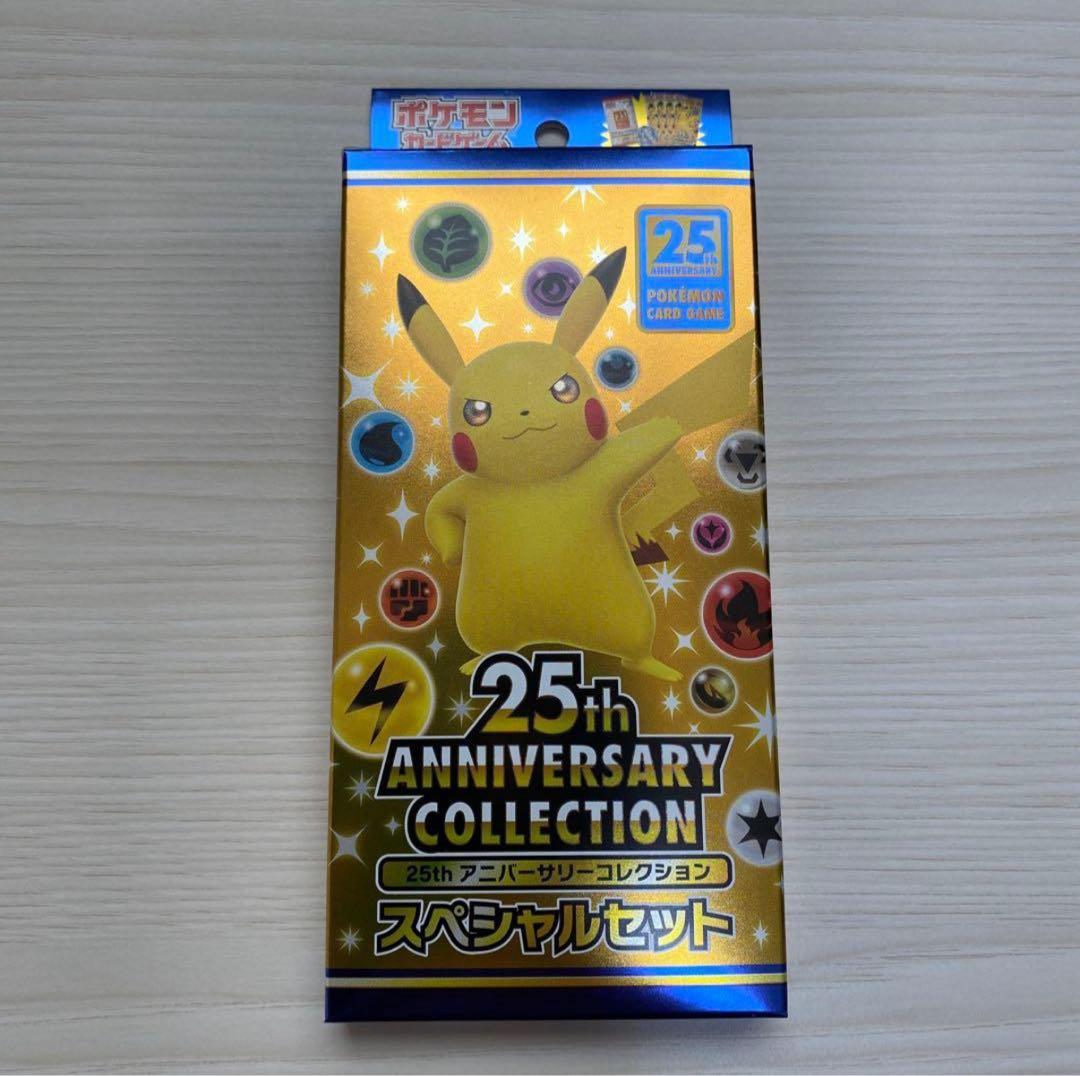 ポケモン
カードゲーム
25th
ANNIVERSARY
POKÉMON
CARD GAME
25th
ANNIVERSARY
COLLECTION
25th アニバーサリーコレクション
スペシャルセット